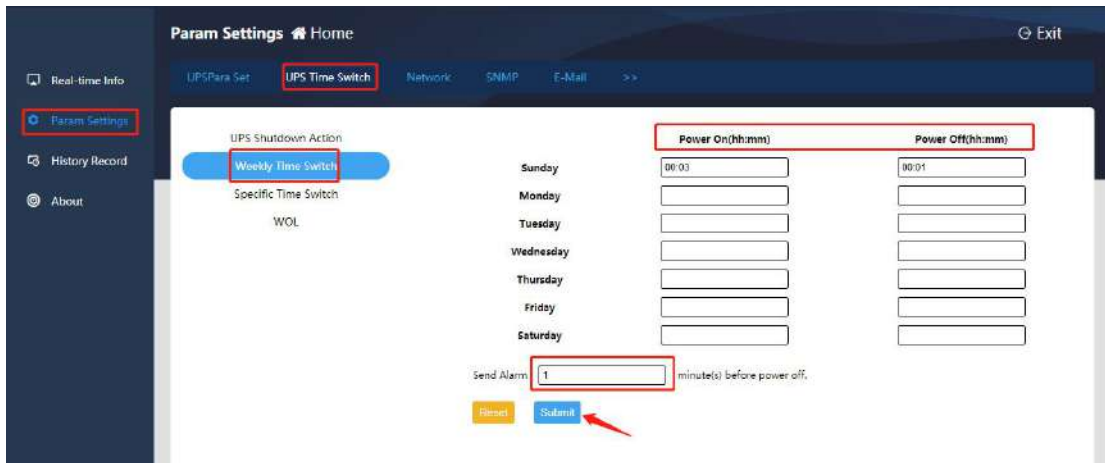 Param Settings Home Exit
UPSPara Set UPS Time Switch Network SNMP E-Mail >>
Real-time Info
Param Settings
History Record
About
UPS Shutdown Action
Weekly Time Switch
Specific Time Switch
WOL
Power On(hh:mm) Power Off(hh:mm)
Sunday 00:03 00:01
Monday
Tuesday
Wednesday
Thursday
Friday
Saturday
Send Alarm 1 minute(s) before power off.
Reset Submit